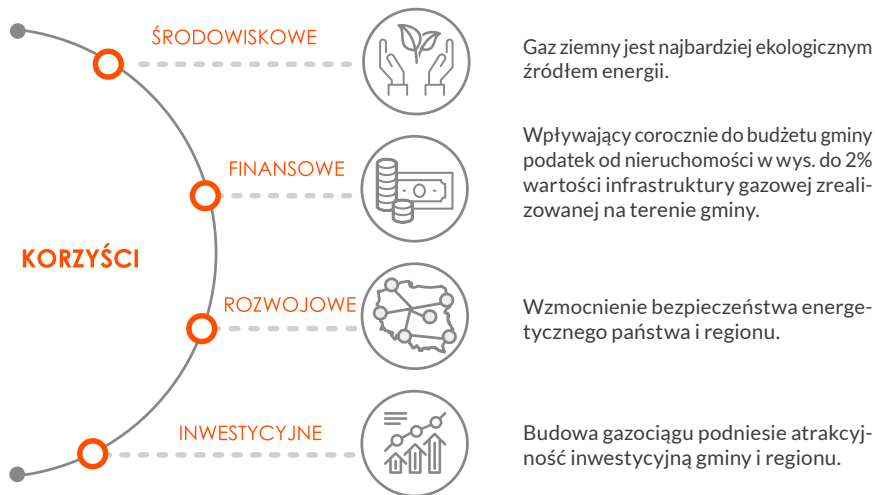 KORZYŚCI
ŚRODOWISKOWE
Gaz ziemny jest najbardziej ekologicznym
źródłem energii.
FINANSOWE
Wpływający corocznie do budżetu gminy
podatek od nieruchomości w wys. do 2%
wartości infrastruktury gazowej zreali-
zowanej na terenie gminy.
ROZWOJOWE
Wzmocnienie bezpieczeństwa energe-
tycznego państwa i regionu.
INWESTYCYJNE
Budowa gazociągu podniesie atrakcyj-
ność inwestycyjną gminy i regionu.